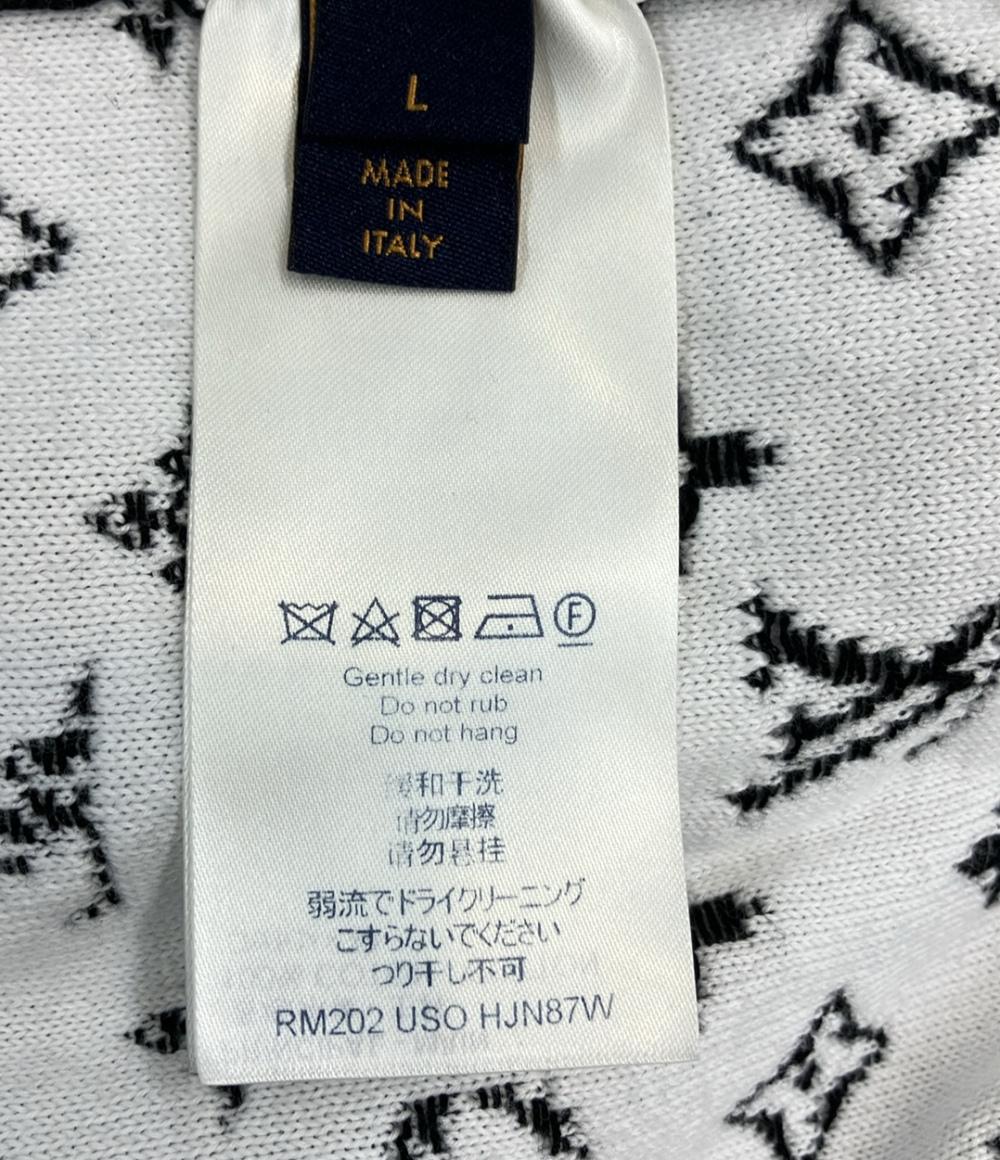 L
MADE
IN
ITALY
F
Gentle dry clean
Do not rub
Do not hang
缓和干洗
请勿摩擦
请勿悬挂
弱流でドライクリーニング
こすらないでください
つり干し不可
RM202 USO HJN87W